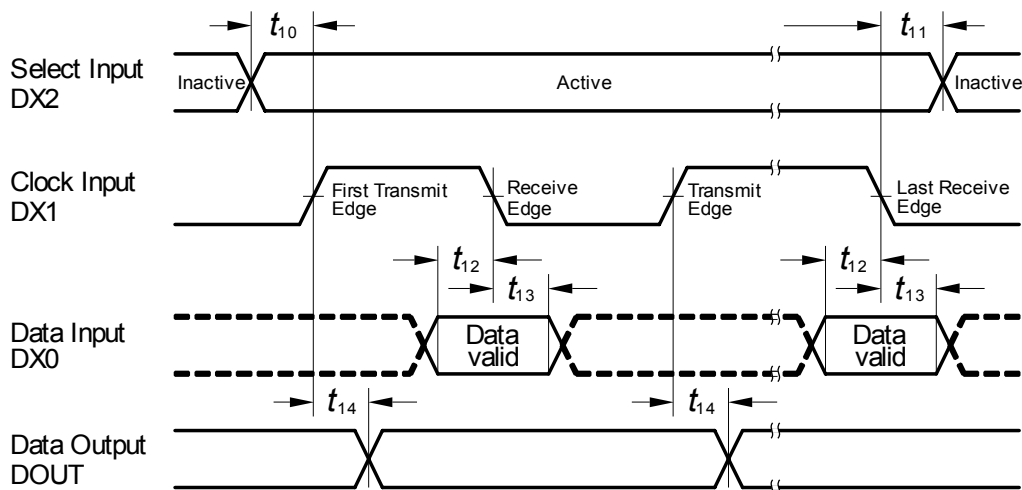 t10
t11
Select Input
DX2
Inactive
Active
Inactive
Clock Input
DX1
First Transmit
Edge
Receive
Edge
Transmit
Edge
Last Receive
Edge
t12
t13
t12
t13
Data Input
DX0
Data
valid
Data
valid
t14
t14
Data Output
DOUT